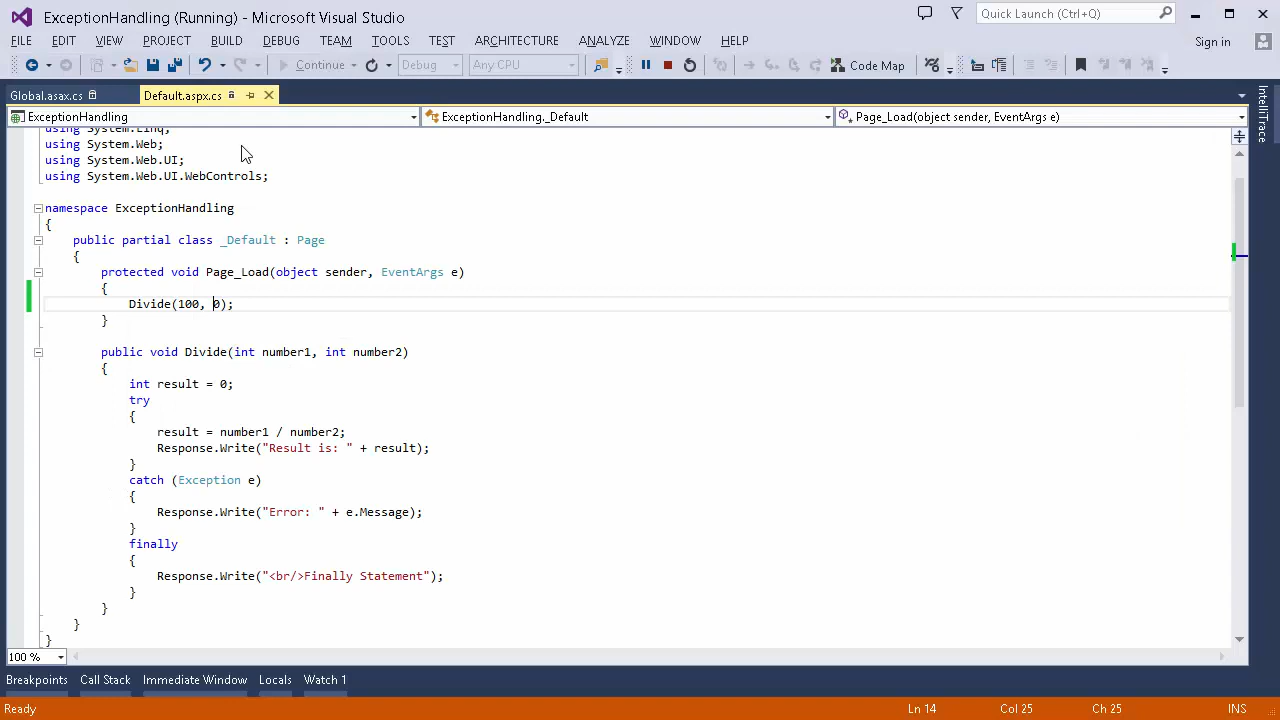 ExceptionHandling (Running) - Microsoft Visual Studio
Quick Launch (Ctrl+Q)
FILE EDIT VIEW PROJECT BUILD DEBUG TEAM TOOLS TEST ARCHITECTURE ANALYZE WINDOW HELP
Sign in
Continue Debug Any CPU Code Map
Global.asax.cs Default.aspx.cs
IntelliTrace
ExceptionHandling ExceptionHandling._Default Page_Load(object sender, EventArgs e)
using System.Linq;
using System.Web;
using System.Web.UI;
using System.Web.UI.WebControls;
namespace ExceptionHandling
{
public partial class _Default : Page
{
protected void Page_Load(object sender, EventArgs e)
{
Divide(100, 0);
}
public void Divide(int number1, int number2)
{
int result = 0;
try
{
result = number1 / number2;
Response.Write("Result is: " + result);
}
catch (Exception e)
{
Response.Write("Error: " + e.Message);
}
finally
{
Response.Write("<br/>Finally Statement");
}
}
}
}
100 %
Breakpoints Call Stack Immediate Window Locals Watch 1
Ready Ln 14 Col 25 Ch 25 INS